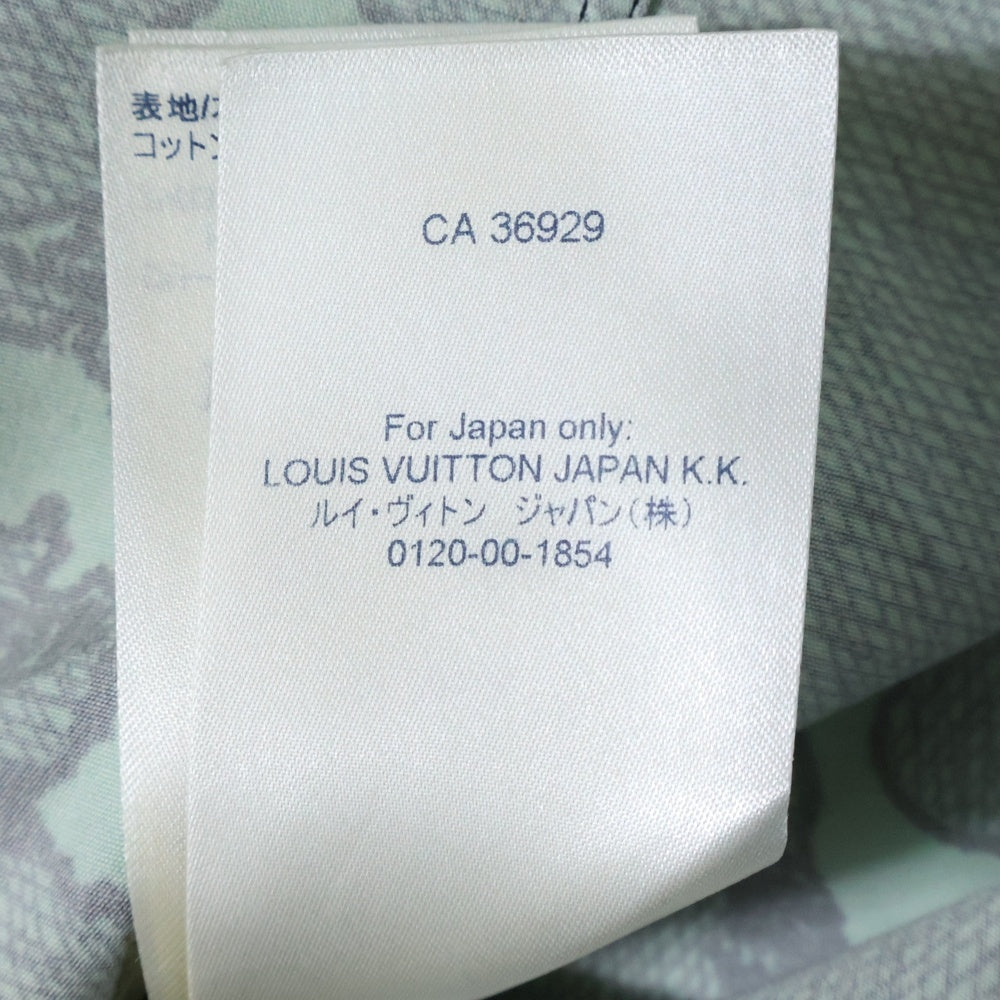 表地/
コットン
CA 36929
For Japan only:
LOUIS VUITTON JAPAN K.K.
ルイ・ヴィトン　ジャパン(株)
0120-00-1854